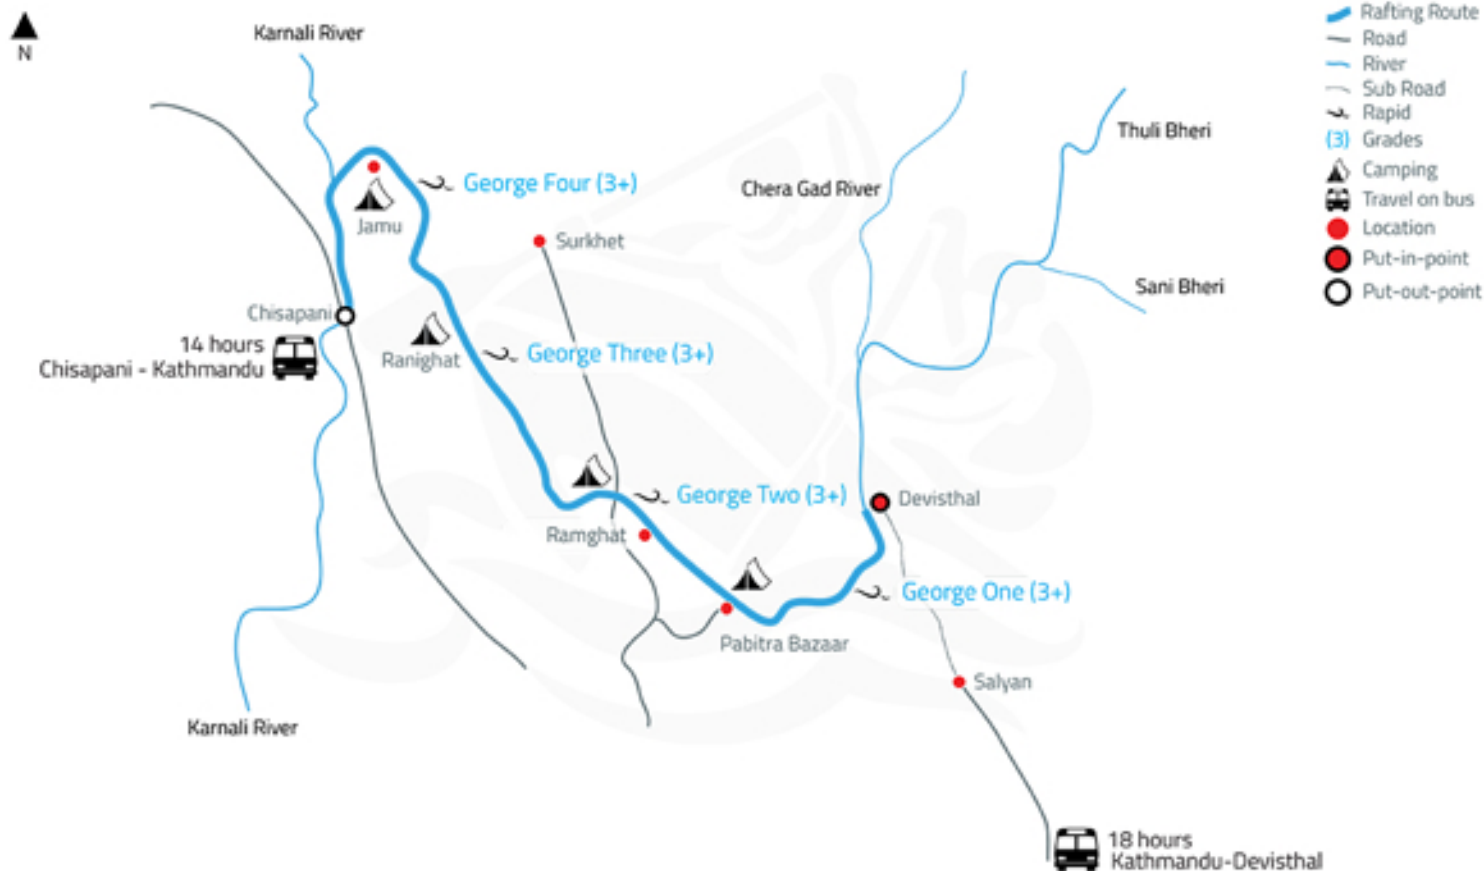 N
Karnali River
Rafting Route
Road
River
Sub Road
Rapid
(3) Grades
Camping
Travel on bus
Location
Put-in-point
Put-out-point
Thuli Bheri
Chera Gad River
George Four (3+)
Jamu
Surkhet
Sani Bheri
Chisapani
14 hours
Chisapani - Kathmandu
Ranighat
George Three (3+)
George Two (3+)
Devisthal
Ramghat
George One (3+)
Pabitra Bazaar
Salyan
Karnali River
18 hours
Kathmandu-Devisthal